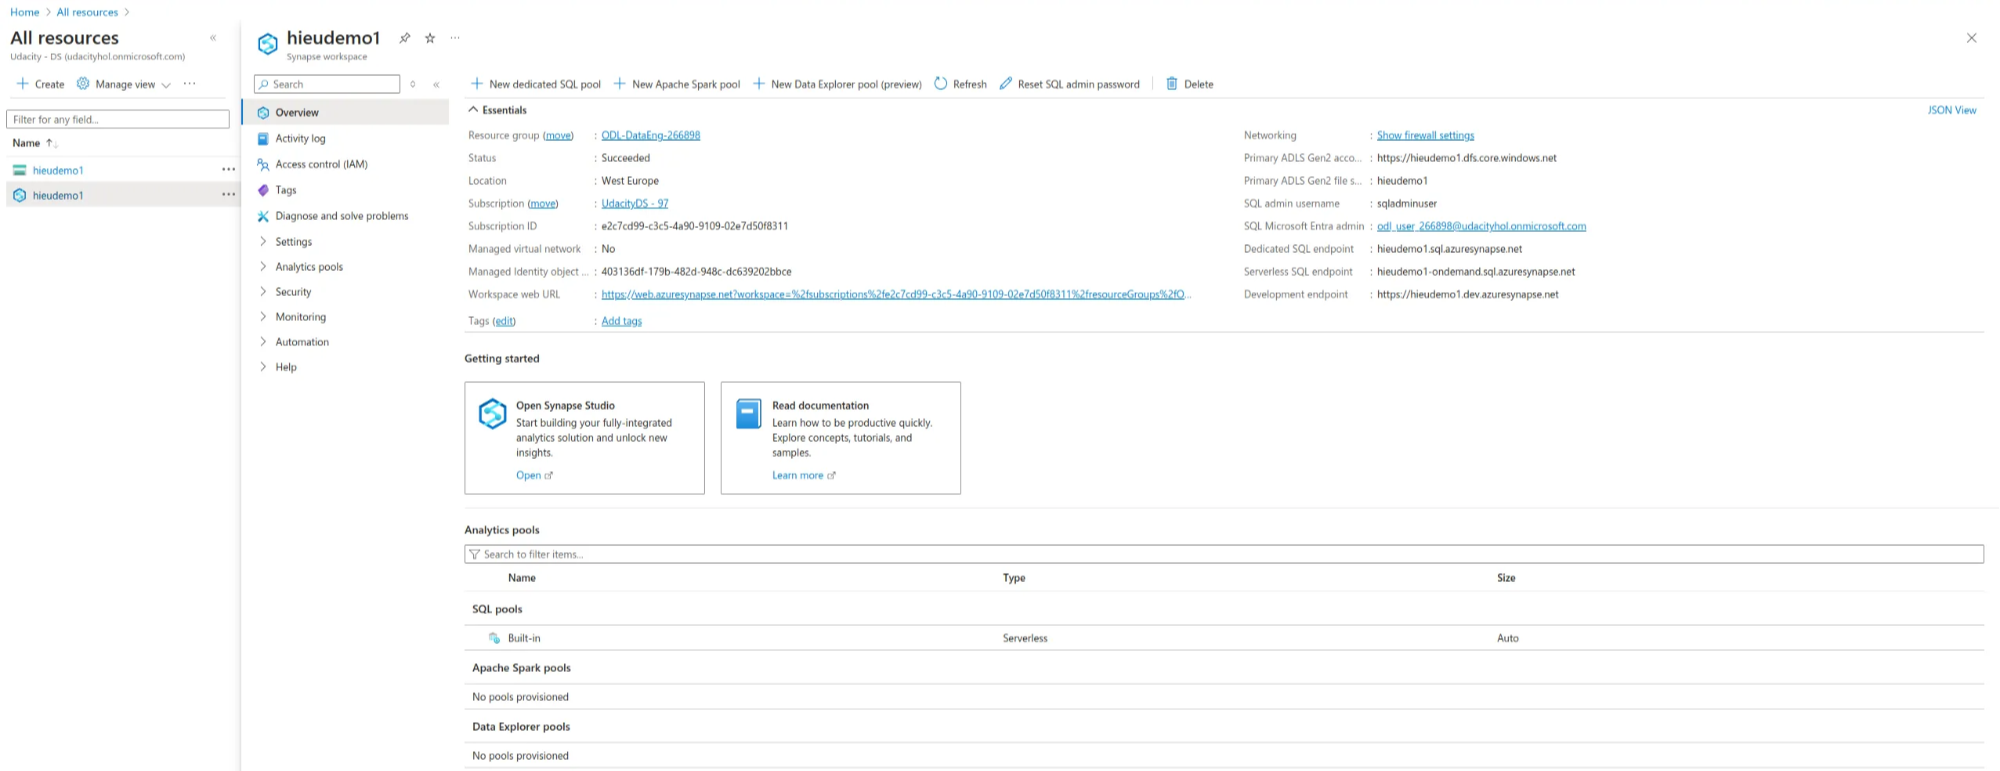 Home > All resources >
All resources
Udacity - DS (udacityhol.onmicrosoft.com)
Create Manage view ...
Filter for any field...
Name
hieudemo1 ...
hieudemo1 ...
hieudemo1 ...
Synapse workspace
Search
Overview
Activity log
Access control (IAM)
Tags
Diagnose and solve problems
Settings
Analytics pools
Security
Monitoring
Automation
Help
New dedicated SQL pool New Apache Spark pool New Data Explorer pool (preview) Refresh Reset SQL admin password Delete
Essentials JSON View
Resource group (move) : ODL-DataEng-266898
Status : Succeeded
Location : West Europe
Subscription (move) : UdacityDS - 97
Subscription ID : e2c7cd99-c3c5-4a90-9109-02e7d50f8311
Managed virtual network : No
Managed Identity object ... : 403136df-179b-482d-948c-dc639202bbce
Workspace web URL : https://web.azuresynapse.net?workspace=%2fsubscriptions%2fe2c7cd99-c3c5-4a90-9109-02e7d50f8311%2fresourceGroups%2fO...
Tags (edit) : Add tags
Networking : Show firewall settings
Primary ADLS Gen2 acco... : https://hieudemo1.dfs.core.windows.net
Primary ADLS Gen2 file s... : hieudemo1
SQL admin username : sqladminuser
SQL Microsoft Entra admin : odl_user_266898@udacityhol.onmicrosoft.com
Dedicated SQL endpoint : hieudemo1.sql.azuresynapse.net
Serverless SQL endpoint : hieudemo1-ondemand.sql.azuresynapse.net
Development endpoint : https://hieudemo1.dev.azuresynapse.net
Getting started
Open Synapse Studio
Start building your fully-integrated
analytics solution and unlock new
insights.
Open
Read documentation
Learn how to be productive quickly.
Explore concepts, tutorials, and
samples.
Learn more
Analytics pools
Search to filter items...
Name Type Size
SQL pools
Built-in Serverless Auto
Apache Spark pools
No pools provisioned
Data Explorer pools
No pools provisioned